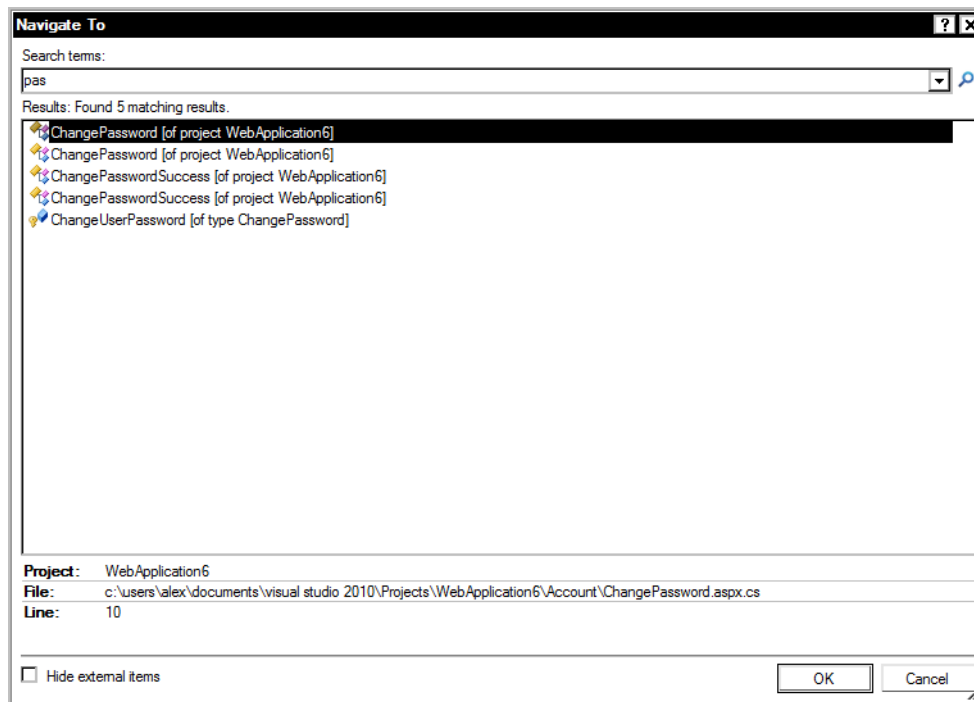 Navigate To
Search terms:
pas
Results: Found 5 matching results.
ChangePassword [of project WebApplication6]
ChangePassword [of project WebApplication6]
ChangePasswordSuccess [of project WebApplication6]
ChangePasswordSuccess [of project WebApplication6]
ChangeUserPassword [of type ChangePassword]
Project: WebApplication6
File: c:\users\alex\documents\visual studio 2010\Projects\WebApplication6\Account\ChangePassword.aspx.cs
Line: 10
Hide external items
OK Cancel